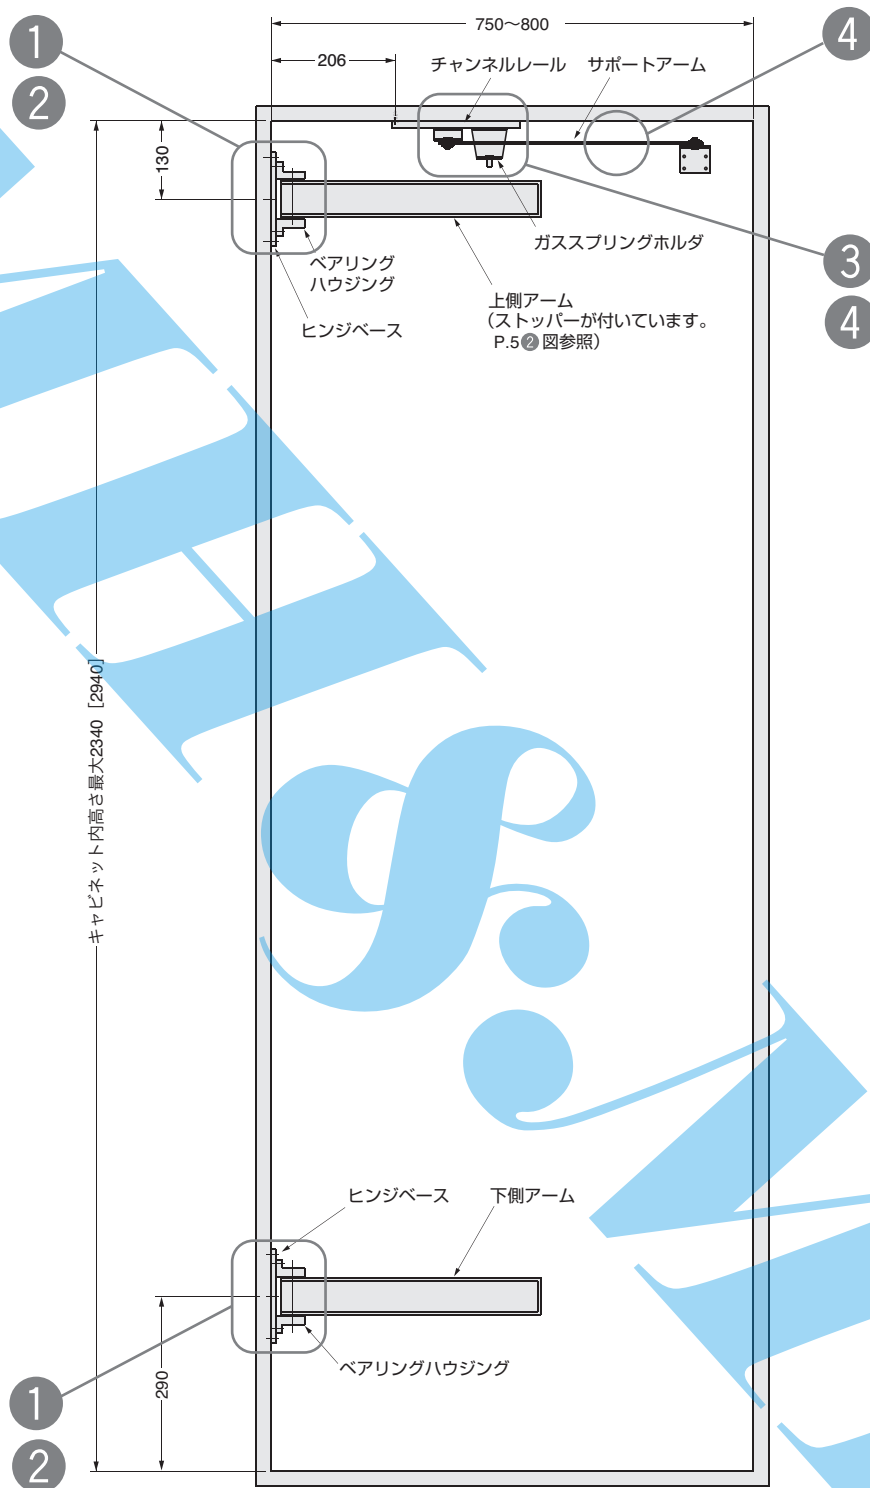 750〜800
206
チャンネルレール
サポートアーム
1
2
4
130
ガススプリングホルダ
3
4
ベアリング
ハウジング
ヒンジベース
上側アーム
（ストッパーが付いています。
P.5 2 図参照）
キャビネット内高さ最大2340［2940］
ヒンジベース
下側アーム
ベアリングハウジング
290
1
2